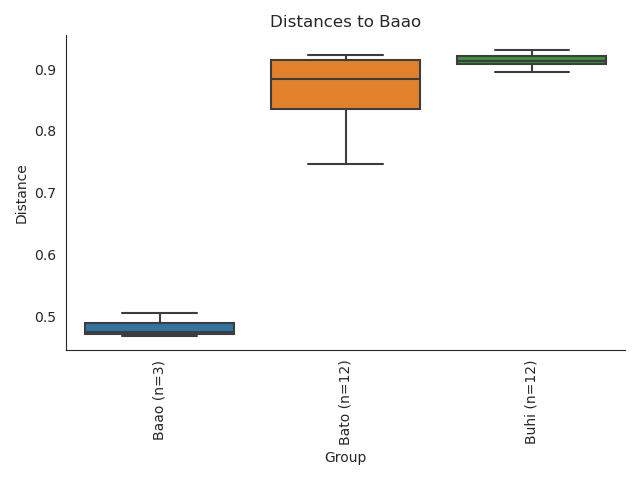 Distances to Baao
0.9
0.8
0.7
0.6
0.5
Distance
Baao (n=3)
Bato (n=12)
Buhi (n=12)
Group